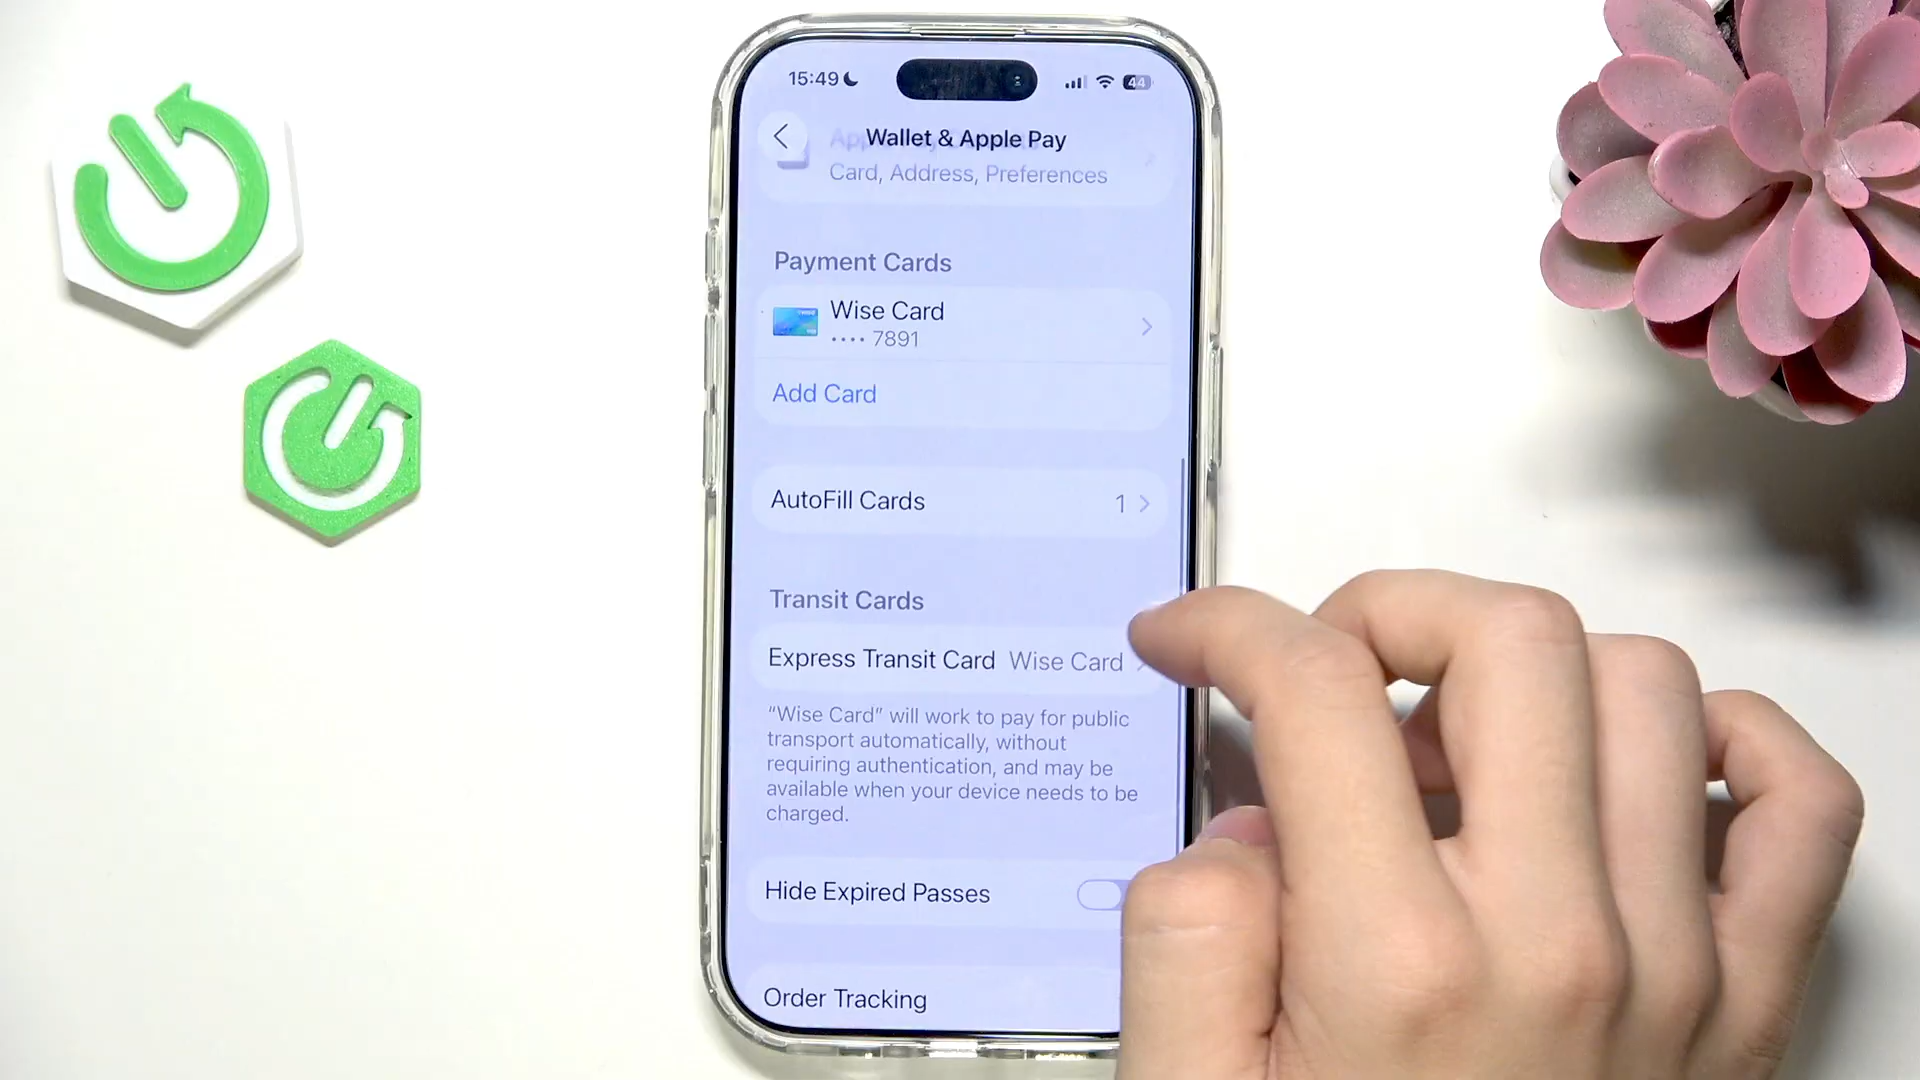 15:49
44
Wallet & Apple Pay
Card, Address, Preferences
Payment Cards
Wise Card
•••• 7891
Add Card
AutoFill Cards 1
Transit Cards
Express Transit Card Wise Card
“Wise Card” will work to pay for public
transport automatically, without
requiring authentication, and may be
available when your device needs to be
charged.
Hide Expired Passes
Order Tracking